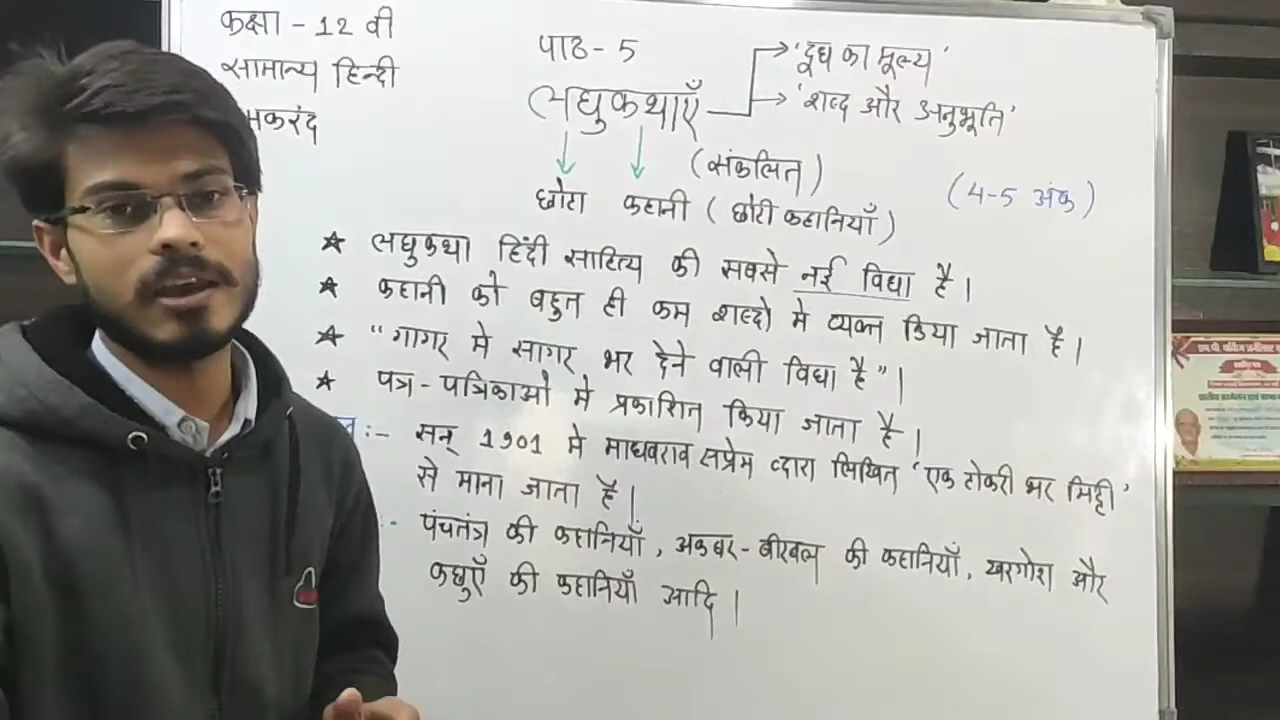 कक्षा - 12 वी
सामान्य हिन्दी
मकरंद
पाठ- 5
लघुकथाएँ
'दूध का मूल्य'
'शब्द और अनुभूति'
(संकलित)
छोटा कहानी (छोटी कहानियाँ)
(4-5 अंक)
★ लघुकथा हिंदी साहित्य की सबसे नई विधा है।
★ कहानी को बहुत ही कम शब्दो मे व्यक्त किया जाता है।
★ "गागर मे सागर भर देने वाली विधा है"।
★ पत्र-पत्रिकाओ मे प्रकाशित किया जाता है।
:- सन् 1901 मे माधवराव सप्रेम व्दारा लिखित 'एक टोकरी भर मिट्टी'
से माना जाता है।
:- पंचतंत्र की कहानियाँ, अकबर-बीरबल की कहानियाँ, खरगोश और
कछुएँ की कहानियाँ आदि।